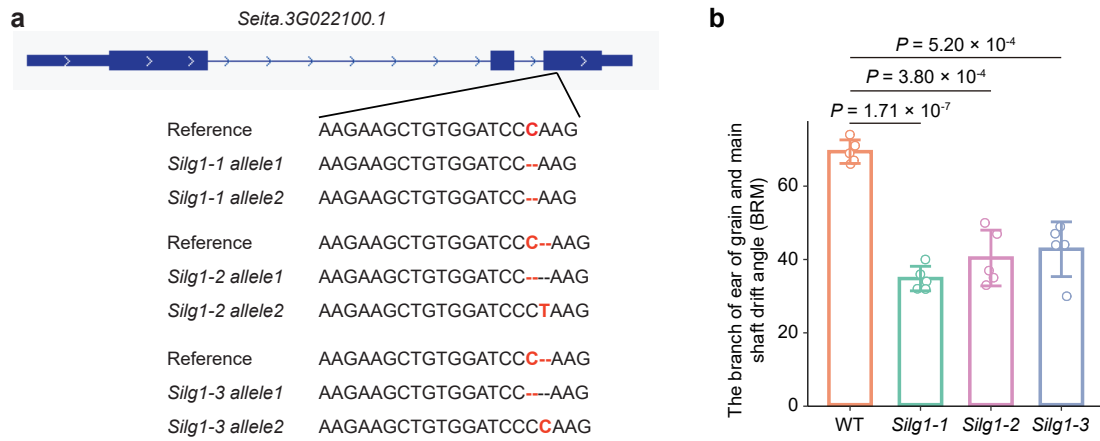 a
Seita.3G022100.1
Reference AAGAAGCTGTGGATCCCAAG
Silg1-1 allele1 AAGAAGCTGTGGATCC--AAG
Silg1-1 allele2 AAGAAGCTGTGGATCC--AAG
Reference AAGAAGCTGTGGATCCC--AAG
Silg1-2 allele1 AAGAAGCTGTGGATCC----AAG
Silg1-2 allele2 AAGAAGCTGTGGATCCCTAAG
Reference AAGAAGCTGTGGATCCC--AAG
Silg1-3 allele1 AAGAAGCTGTGGATCC----AAG
Silg1-3 allele2 AAGAAGCTGTGGATCCCCAAG
b
P = 5.20 × 10⁻⁴
P = 3.80 × 10⁻⁴
P = 1.71 × 10⁻⁷
The branch of ear of grain and main
shaft drift angle (BRM)
60
40
20
0
WT Silg1-1 Silg1-2 Silg1-3